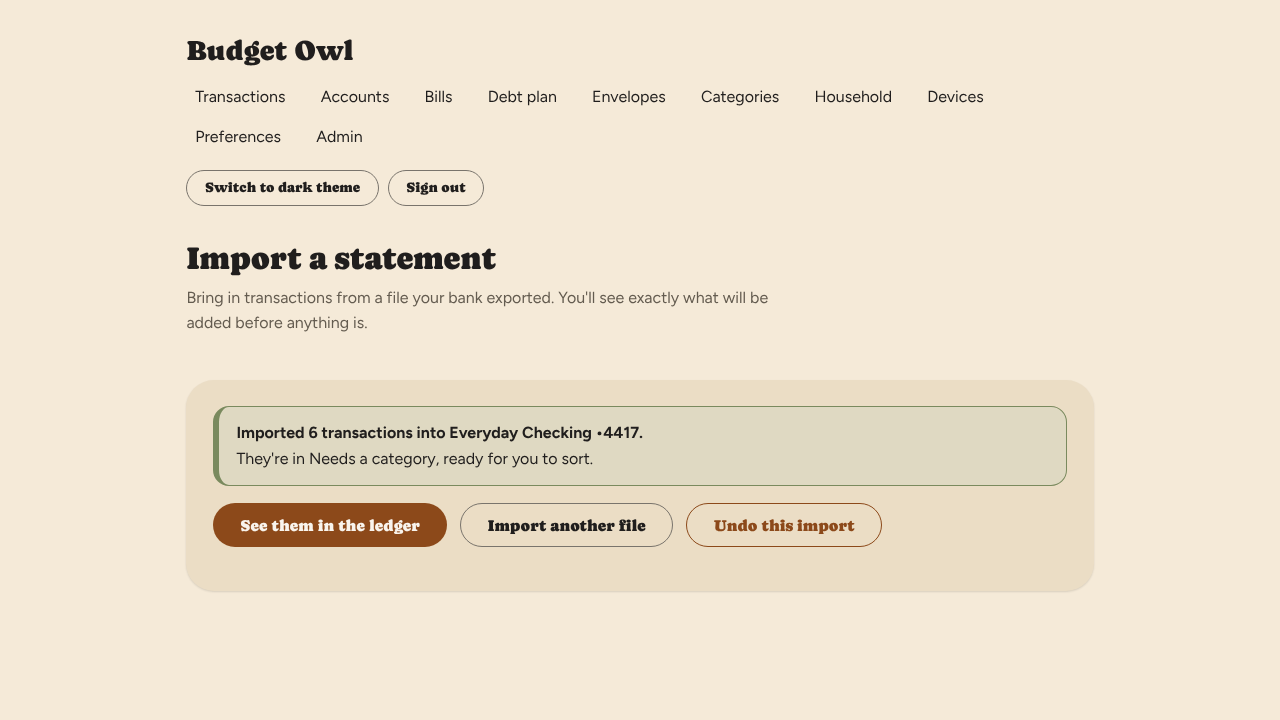 Budget Owl
Transactions Accounts Bills Debt plan Envelopes Categories Household Devices
Preferences Admin
Switch to dark theme Sign out
Import a statement
Bring in transactions from a file your bank exported. You'll see exactly what will be
added before anything is.
Imported 6 transactions into Everyday Checking •4417.
They're in Needs a category, ready for you to sort.
See them in the ledger Import another file Undo this import